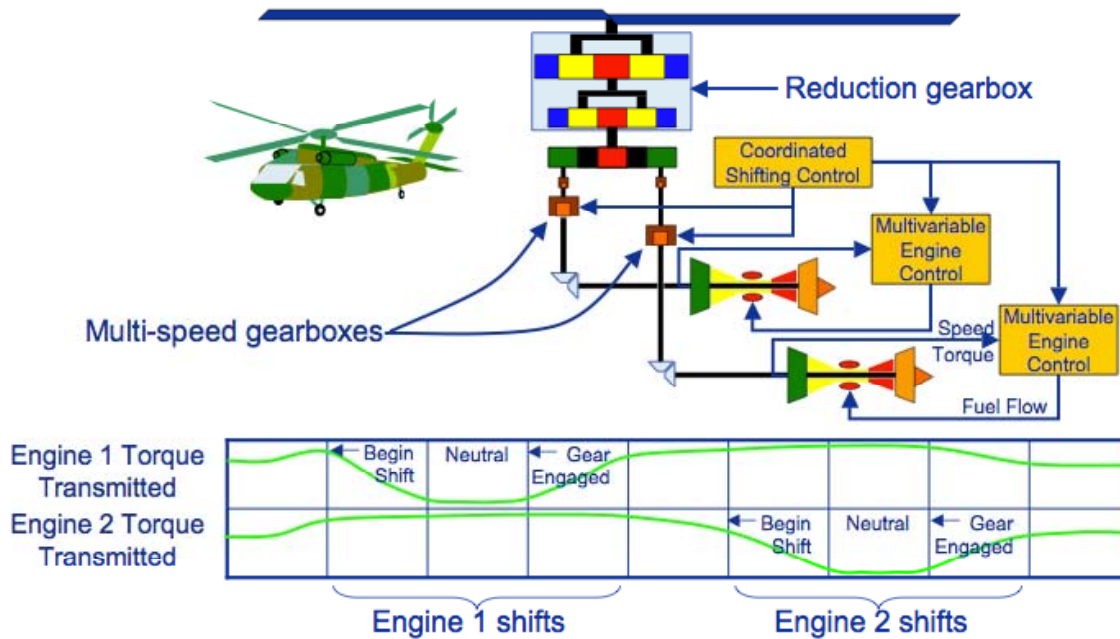 Reduction gearbox
Coordinated
Shifting Control
Multivariable
Engine
Control
Multi-speed gearboxes
Speed
Torque
Multivariable
Engine
Control
Fuel Flow
Engine 1 Torque
Transmitted
Begin
Shift
Neutral
Gear
Engaged
Engine 2 Torque
Transmitted
Begin
Shift
Neutral
Gear
Engaged
Engine 1 shifts
Engine 2 shifts